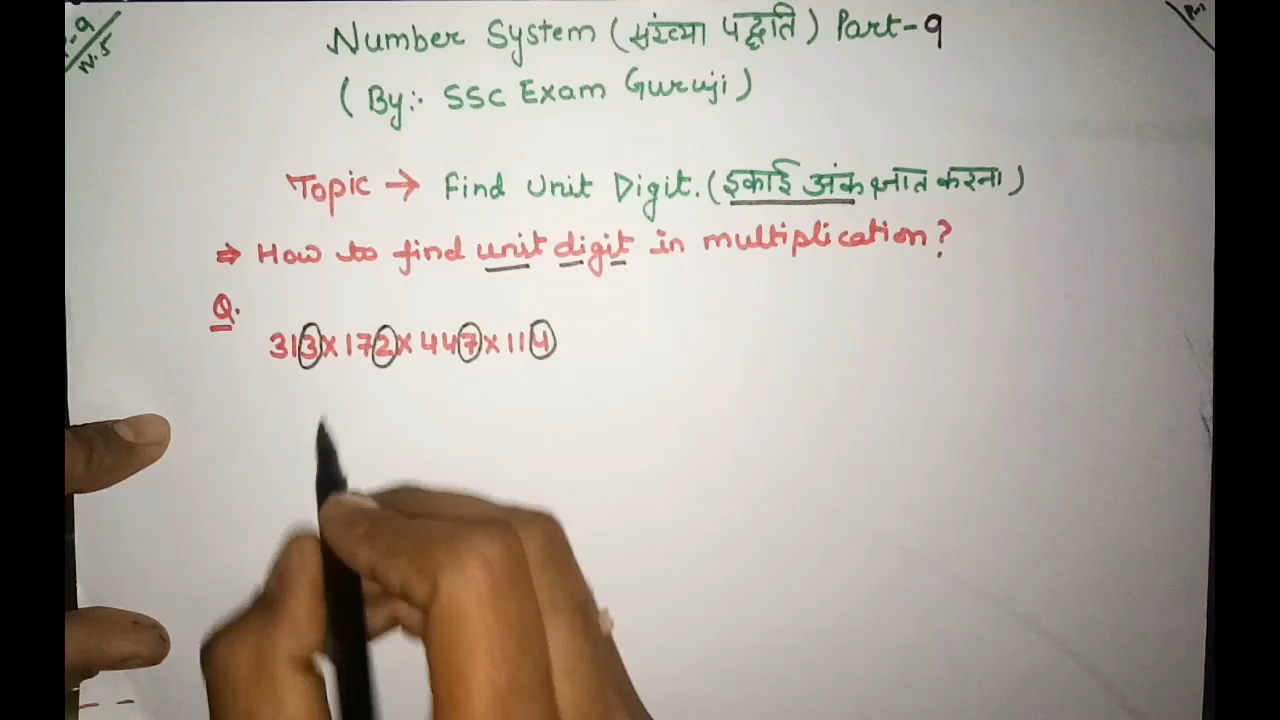 Number System (संख्या पद्धति) Part-9
(By:- SSC Exam Guruji)
N.5
Topic → Find Unit Digit. (इकाई अंक ज्ञात करना)
⇒ How to find unit digit in multiplication?
Q.
313×172×447×114